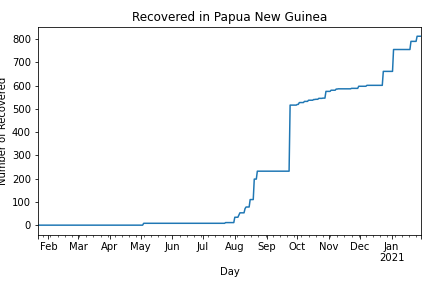 Recovered in Papua New Guinea
Number of Recovered
800
700
600
500
400
300
200
100
0
Feb Mar Apr May Jun Jul Aug Sep Oct Nov Dec Jan
2021
Day